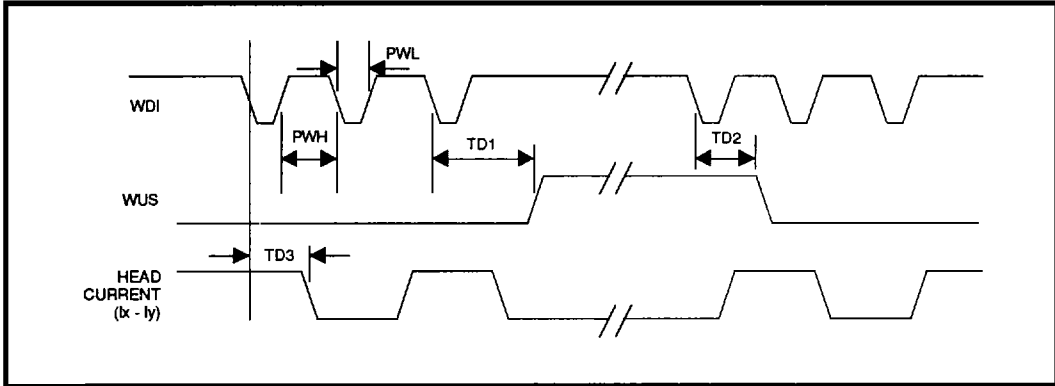 PWL
WDI
PWH
TD1
TD2
WUS
TD3
HEAD
CURRENT
(Ix - Iy)